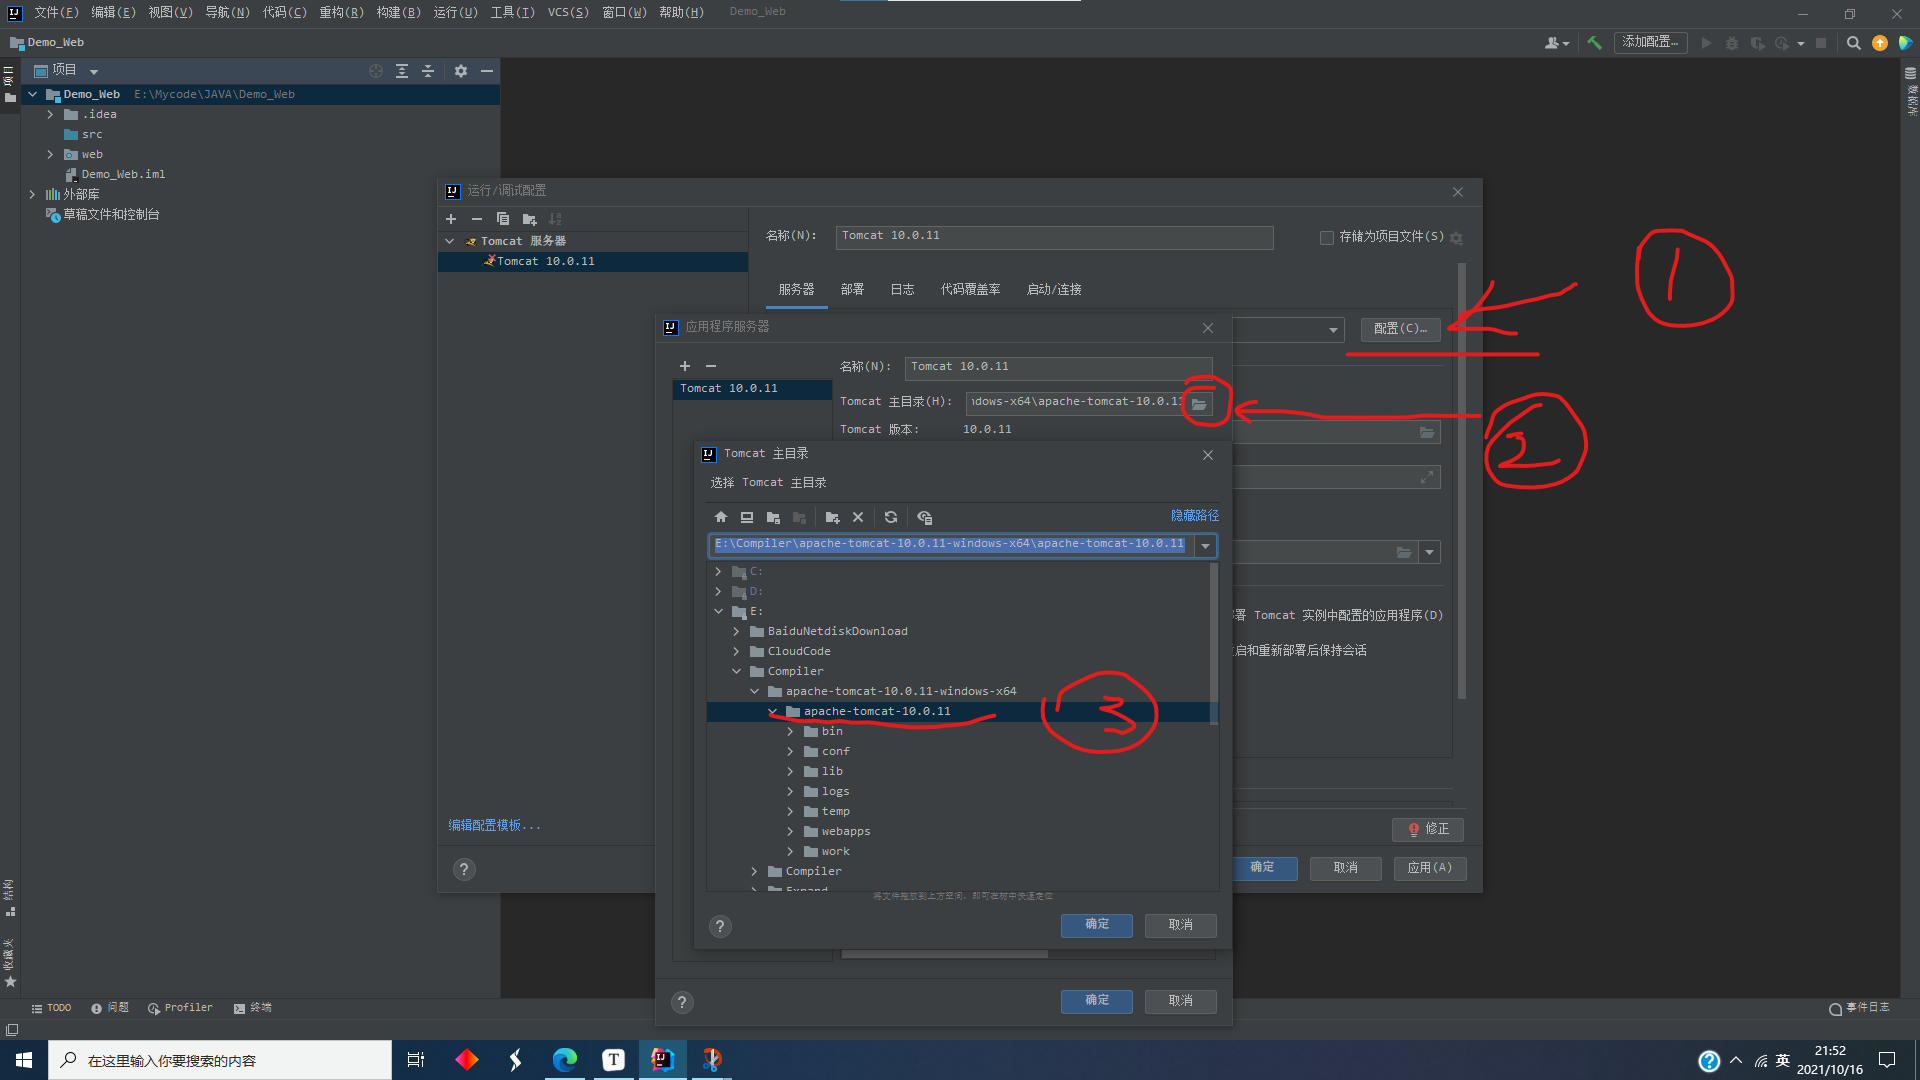 文件(F) 编辑(E) 视图(V) 导航(N) 代码(C) 重构(R) 构建(B) 运行(U) 工具(T) VCS(S) 窗口(W) 帮助(H) Demo_Web
Demo_Web
添加配置...
项目
项目
数据库
Demo_Web E:\Mycode\JAVA\Demo_Web
.idea
src
web
Demo_Web.iml
外部库
草稿文件和控制台
运行/调试配置
Tomcat 服务器
Tomcat 10.0.11
名称(N): Tomcat 10.0.11
存储为项目文件(S)
服务器 部署 日志 代码覆盖率 启动/连接
配置(C)...
1
应用程序服务器
Tomcat 10.0.11
名称(N): Tomcat 10.0.11
Tomcat 主目录(H): dows-x64\apache-tomcat-10.0.11
Tomcat 版本: 10.0.11
2
Tomcat 主目录
选择 Tomcat 主目录
隐藏路径
E:\Compiler\apache-tomcat-10.0.11-windows-x64\apache-tomcat-10.0.11
C:
D:
E:
BaiduNetdiskDownload
CloudCode
Compiler
apache-tomcat-10.0.11-windows-x64
apache-tomcat-10.0.11
3
bin
conf
lib
logs
temp
webapps
work
Compiler
Expand
将文件拖放到上方空间，即可在树中快速定位
确定 取消
署 Tomcat 实例中配置的应用程序(D)
启和重新部署后保持会话
编辑配置模板...
修正
确定 取消 应用(A)
确定 取消
结构
收藏夹
TODO 问题 Profiler 终端
事件日志
在这里输入你要搜索的内容
英
21:52
2021/10/16